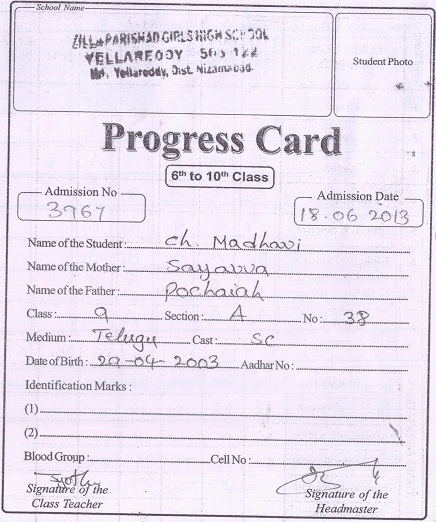 School Name
ZILLA PARISHAD GIRLS HIGH SCHOOL
YELLAREDDY 503 122
Md. Yellareddy, Dist. Nizamabad.
Student Photo
Progress Card
6th to 10th Class
Admission No
3967
Admission Date
18.06 2013
Name of the Student : Ch. Madhavi
Name of the Mother : Sayavva
Name of the Father : Pochaiah
Class : 9 Section : A No : 38
Medium : Telugu Cast : SC
Date of Birth : 29-04-2003 Aadhar No :
Identification Marks :
(1)
(2)
Blood Group : Cell No :
Jyothi
Signature of the Class Teacher
Signature of the Headmaster